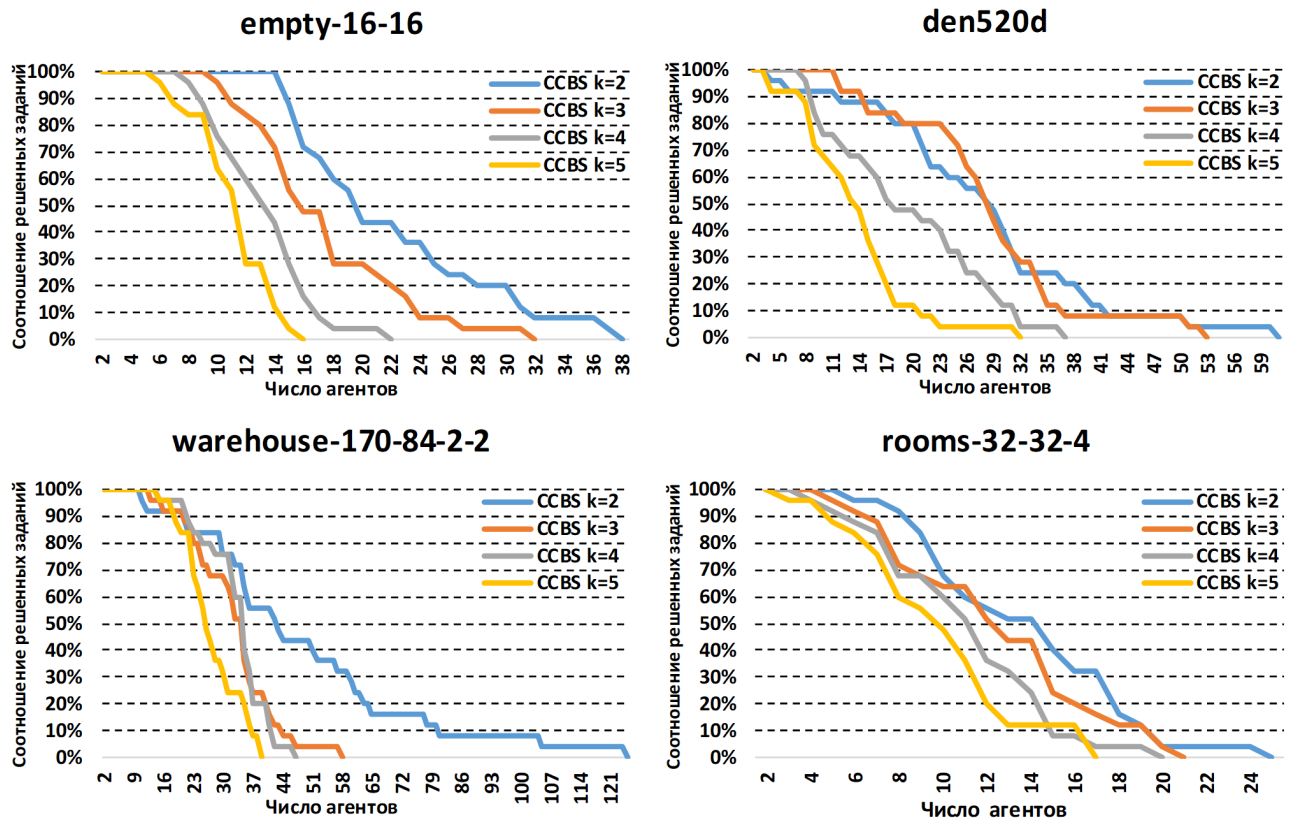 empty-16-16
Соотношение решенных заданий
100%
90%
80%
70%
60%
50%
40%
30%
20%
10%
0%
CCBS k=2
CCBS k=3
CCBS k=4
CCBS k=5
2 4 6 8 10 12 14 16 18 20 22 24 26 28 30 32 34 36 38
Число агентов
den520d
Соотношение решенных заданий
100%
90%
80%
70%
60%
50%
40%
30%
20%
10%
0%
CCBS k=2
CCBS k=3
CCBS k=4
CCBS k=5
2 5 8 11 14 17 20 23 26 29 32 35 38 41 44 47 50 53 56 59
Число агентов
warehouse-170-84-2-2
Соотношение решенных заданий
100%
90%
80%
70%
60%
50%
40%
30%
20%
10%
0%
CCBS k=2
CCBS k=3
CCBS k=4
CCBS k=5
2 9 16 23 30 37 44 51 58 65 72 79 86 93 100 107 114 121
Число агентов
rooms-32-32-4
Соотношение решенных заданий
100%
90%
80%
70%
60%
50%
40%
30%
20%
10%
0%
CCBS k=2
CCBS k=3
CCBS k=4
CCBS k=5
2 4 6 8 10 12 14 16 18 20 22 24
Число агентов